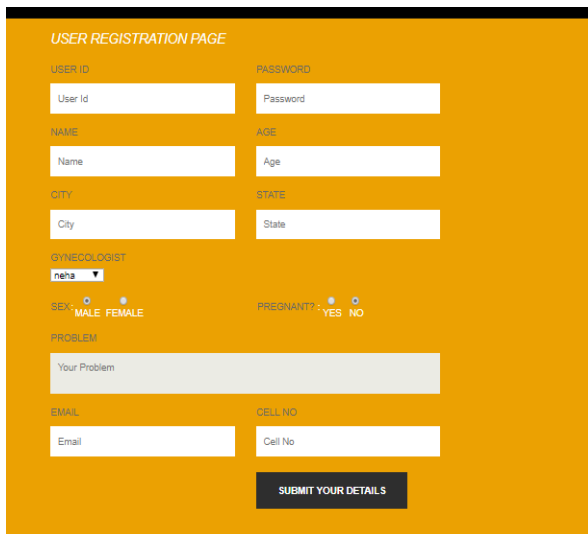 USER REGISTRATION PAGE
USER ID PASSWORD
User Id Password
NAME AGE
Name Age
CITY STATE
City State
GYNECOLOGIST
neha
SEX: MALE FEMALE PREGNANT? : YES NO
PROBLEM
Your Problem
EMAIL CELL NO
Email Cell No
SUBMIT YOUR DETAILS